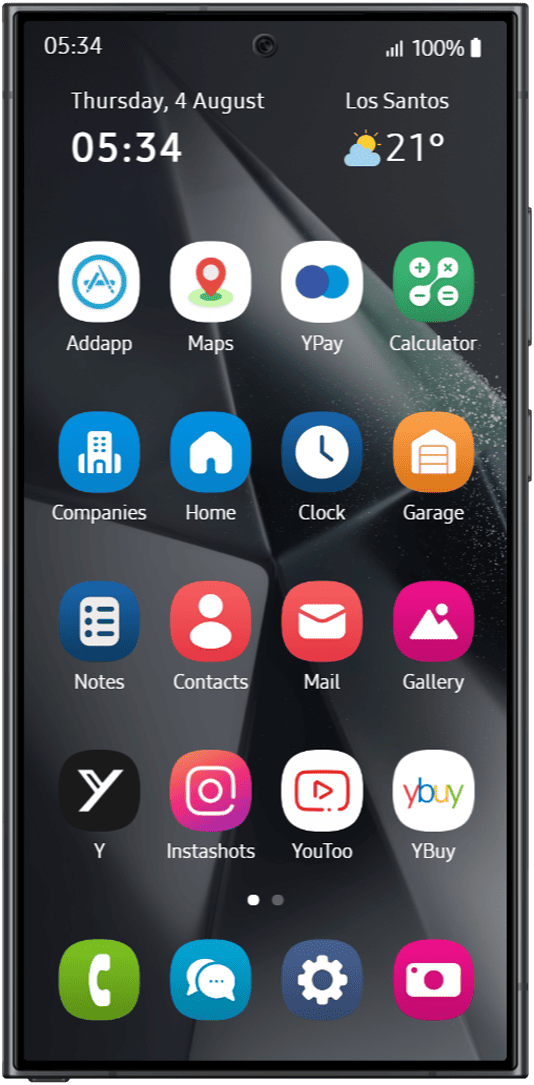 05:34 100%
Thursday, 4 August Los Santos
05:34 21°
Addapp Maps YPay Calculator
Companies Home Clock Garage
Notes Contacts Mail Gallery
ybuy
Y Instashots YouToo YBuy